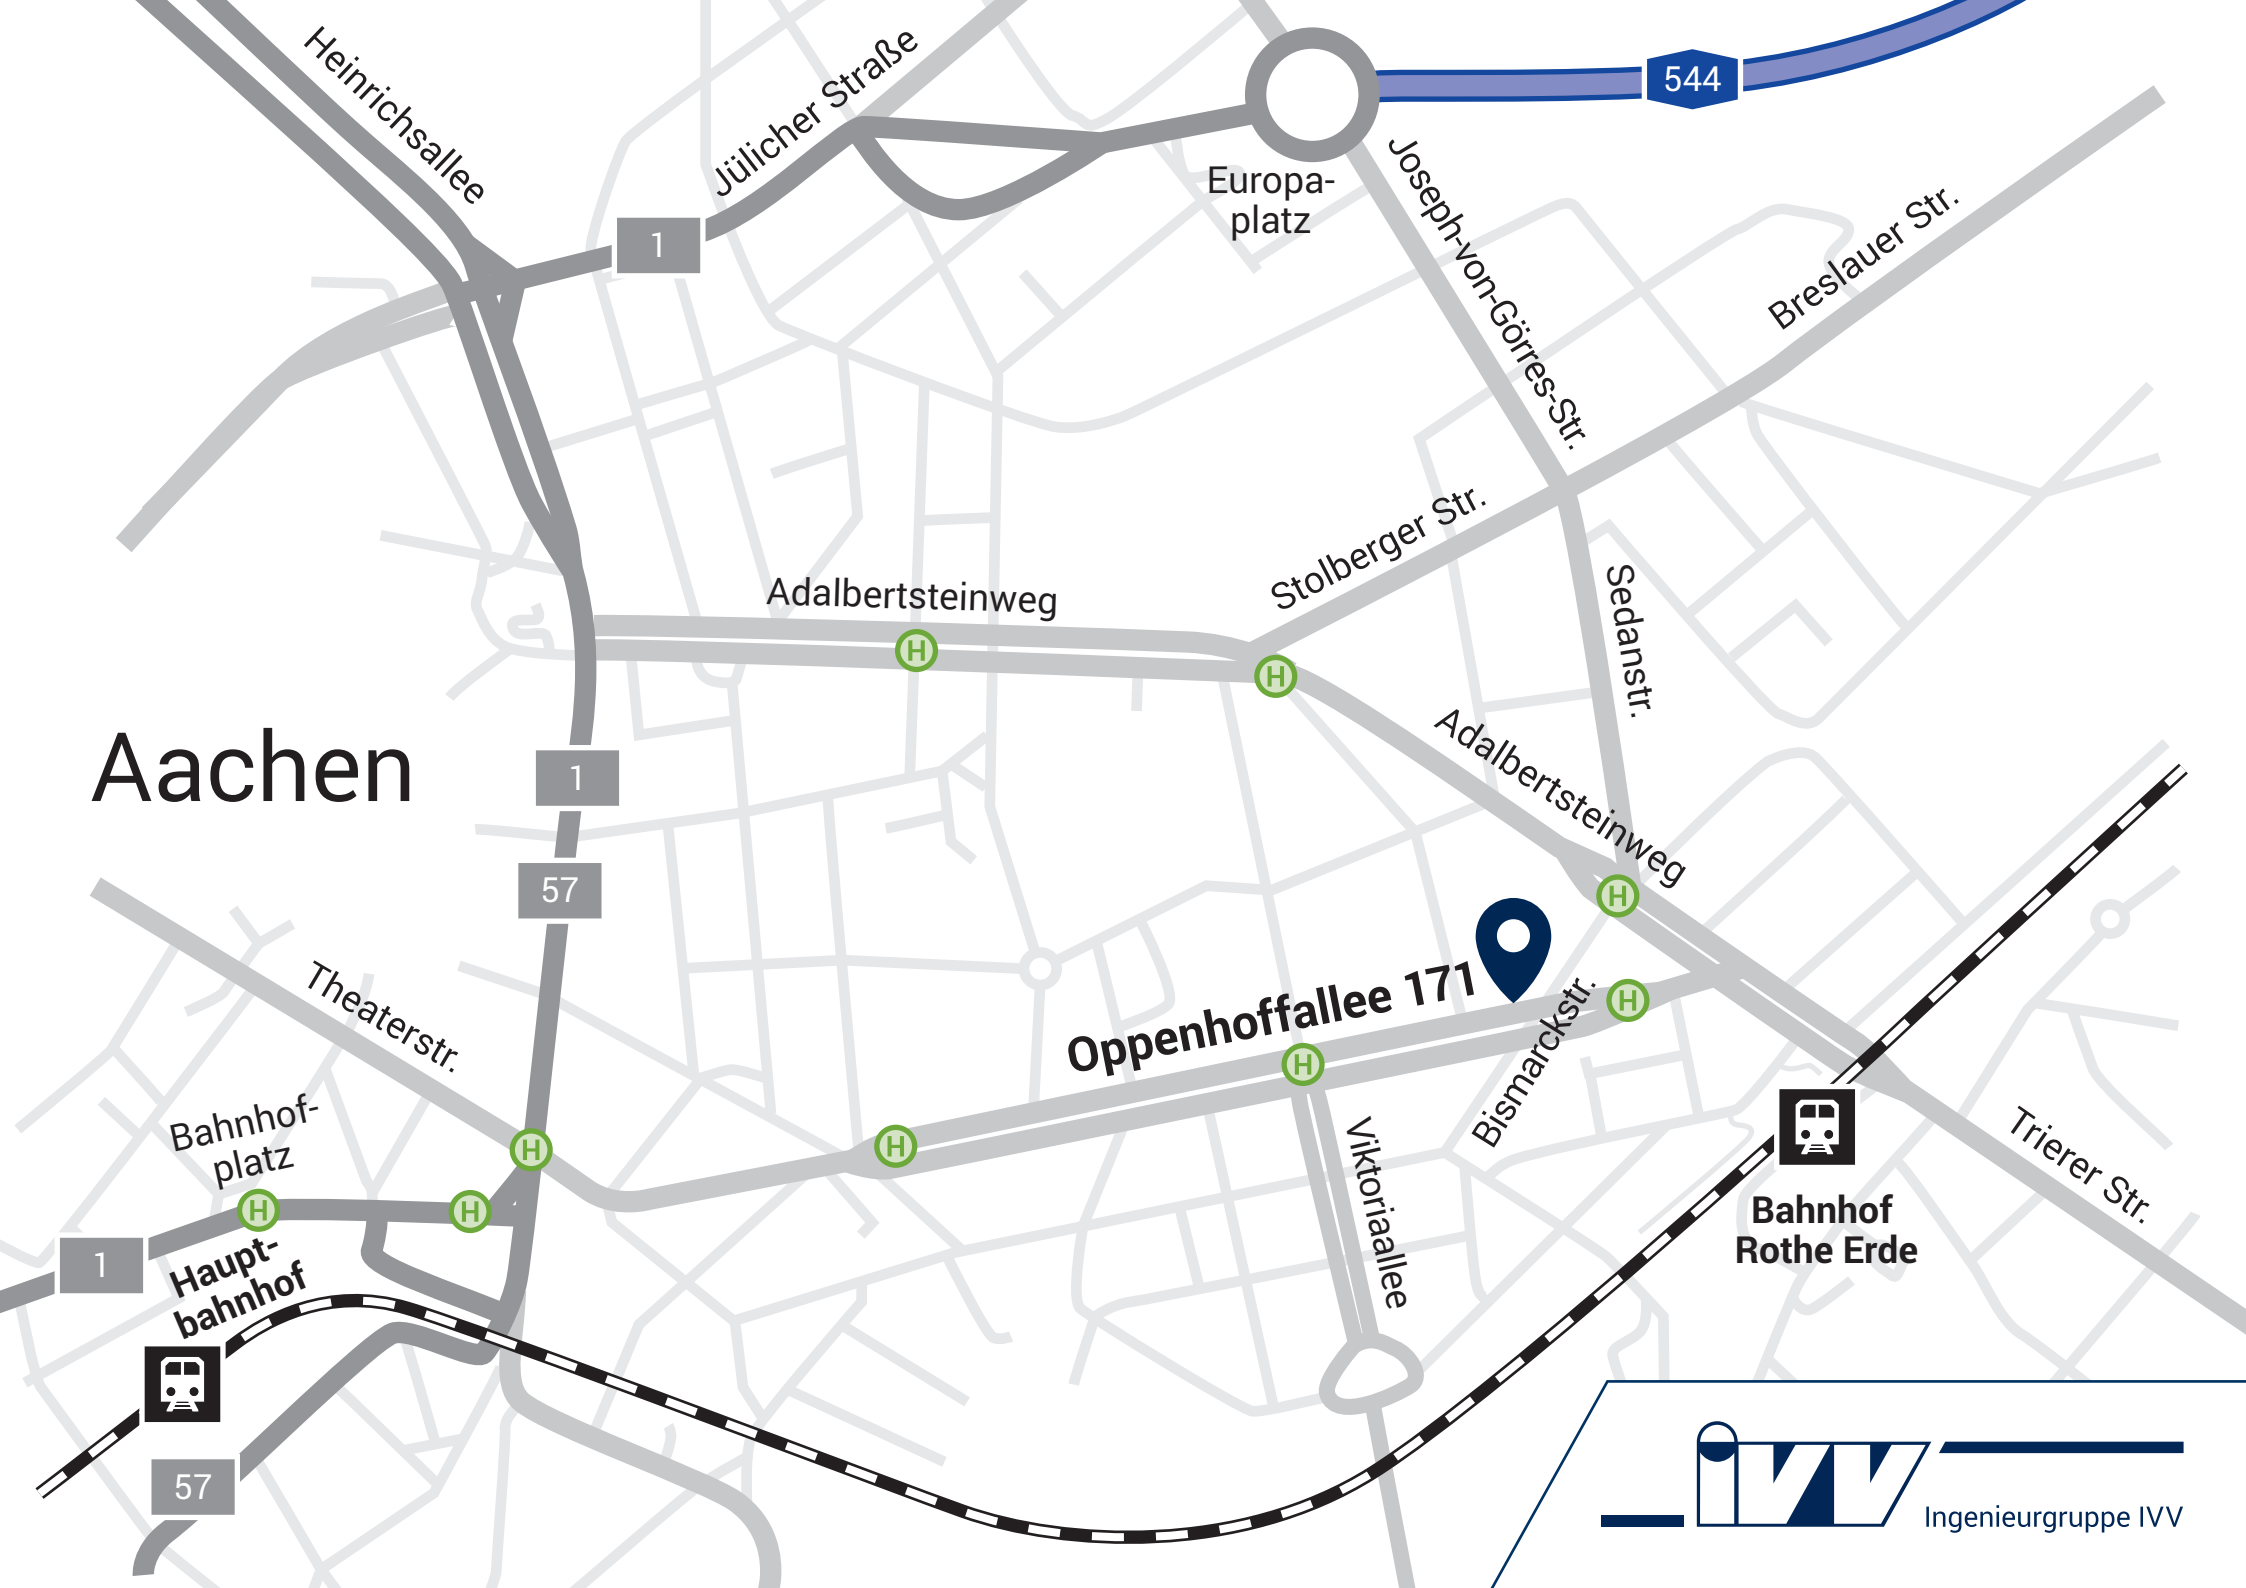 Heinrichsallee
Jülicher Straße
544
1
Europa-
platz
Joseph-von-Görres-Str.
Breslauer Str.
Stolberger Str.
Adalbertsteinweg
Sedanstr.
H
H
Aachen
1
Adalbertsteinweg
57
H
Theaterstr.
Oppenhoffallee 171
Bismarckstr.
H
H
H
H
Bahnhof-
platz
H
H
Viktoriaallee
Trierer Str.
1
Haupt-
bahnhof
Bahnhof
Rothe Erde
57
iVV
Ingenieurgruppe IVV